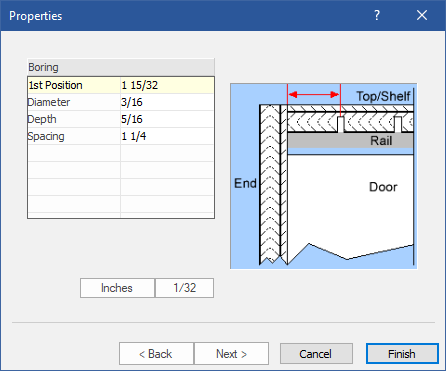 Properties ? ×
Boring
1st Position 1 15/32
Diameter 3/16
Depth 5/16
Spacing 1 1/4
Top/Shelf
Rail
End
Door
Inches 1/32
< Back Next > Cancel Finish